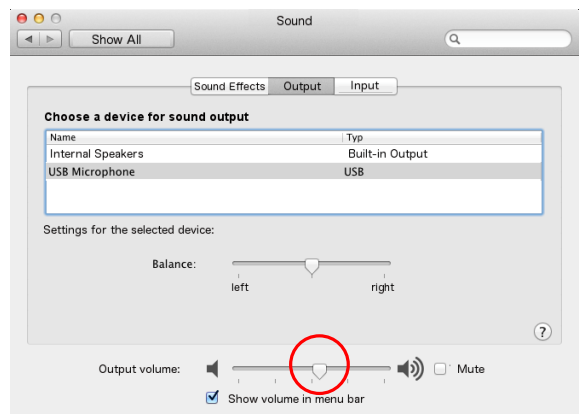 Sound
Show All
Sound Effects Output Input
Choose a device for sound output
Name Typ
Internal Speakers Built-in Output
USB Microphone USB
Settings for the selected device:
Balance:
left right
?
Output volume: Mute
Show volume in menu bar